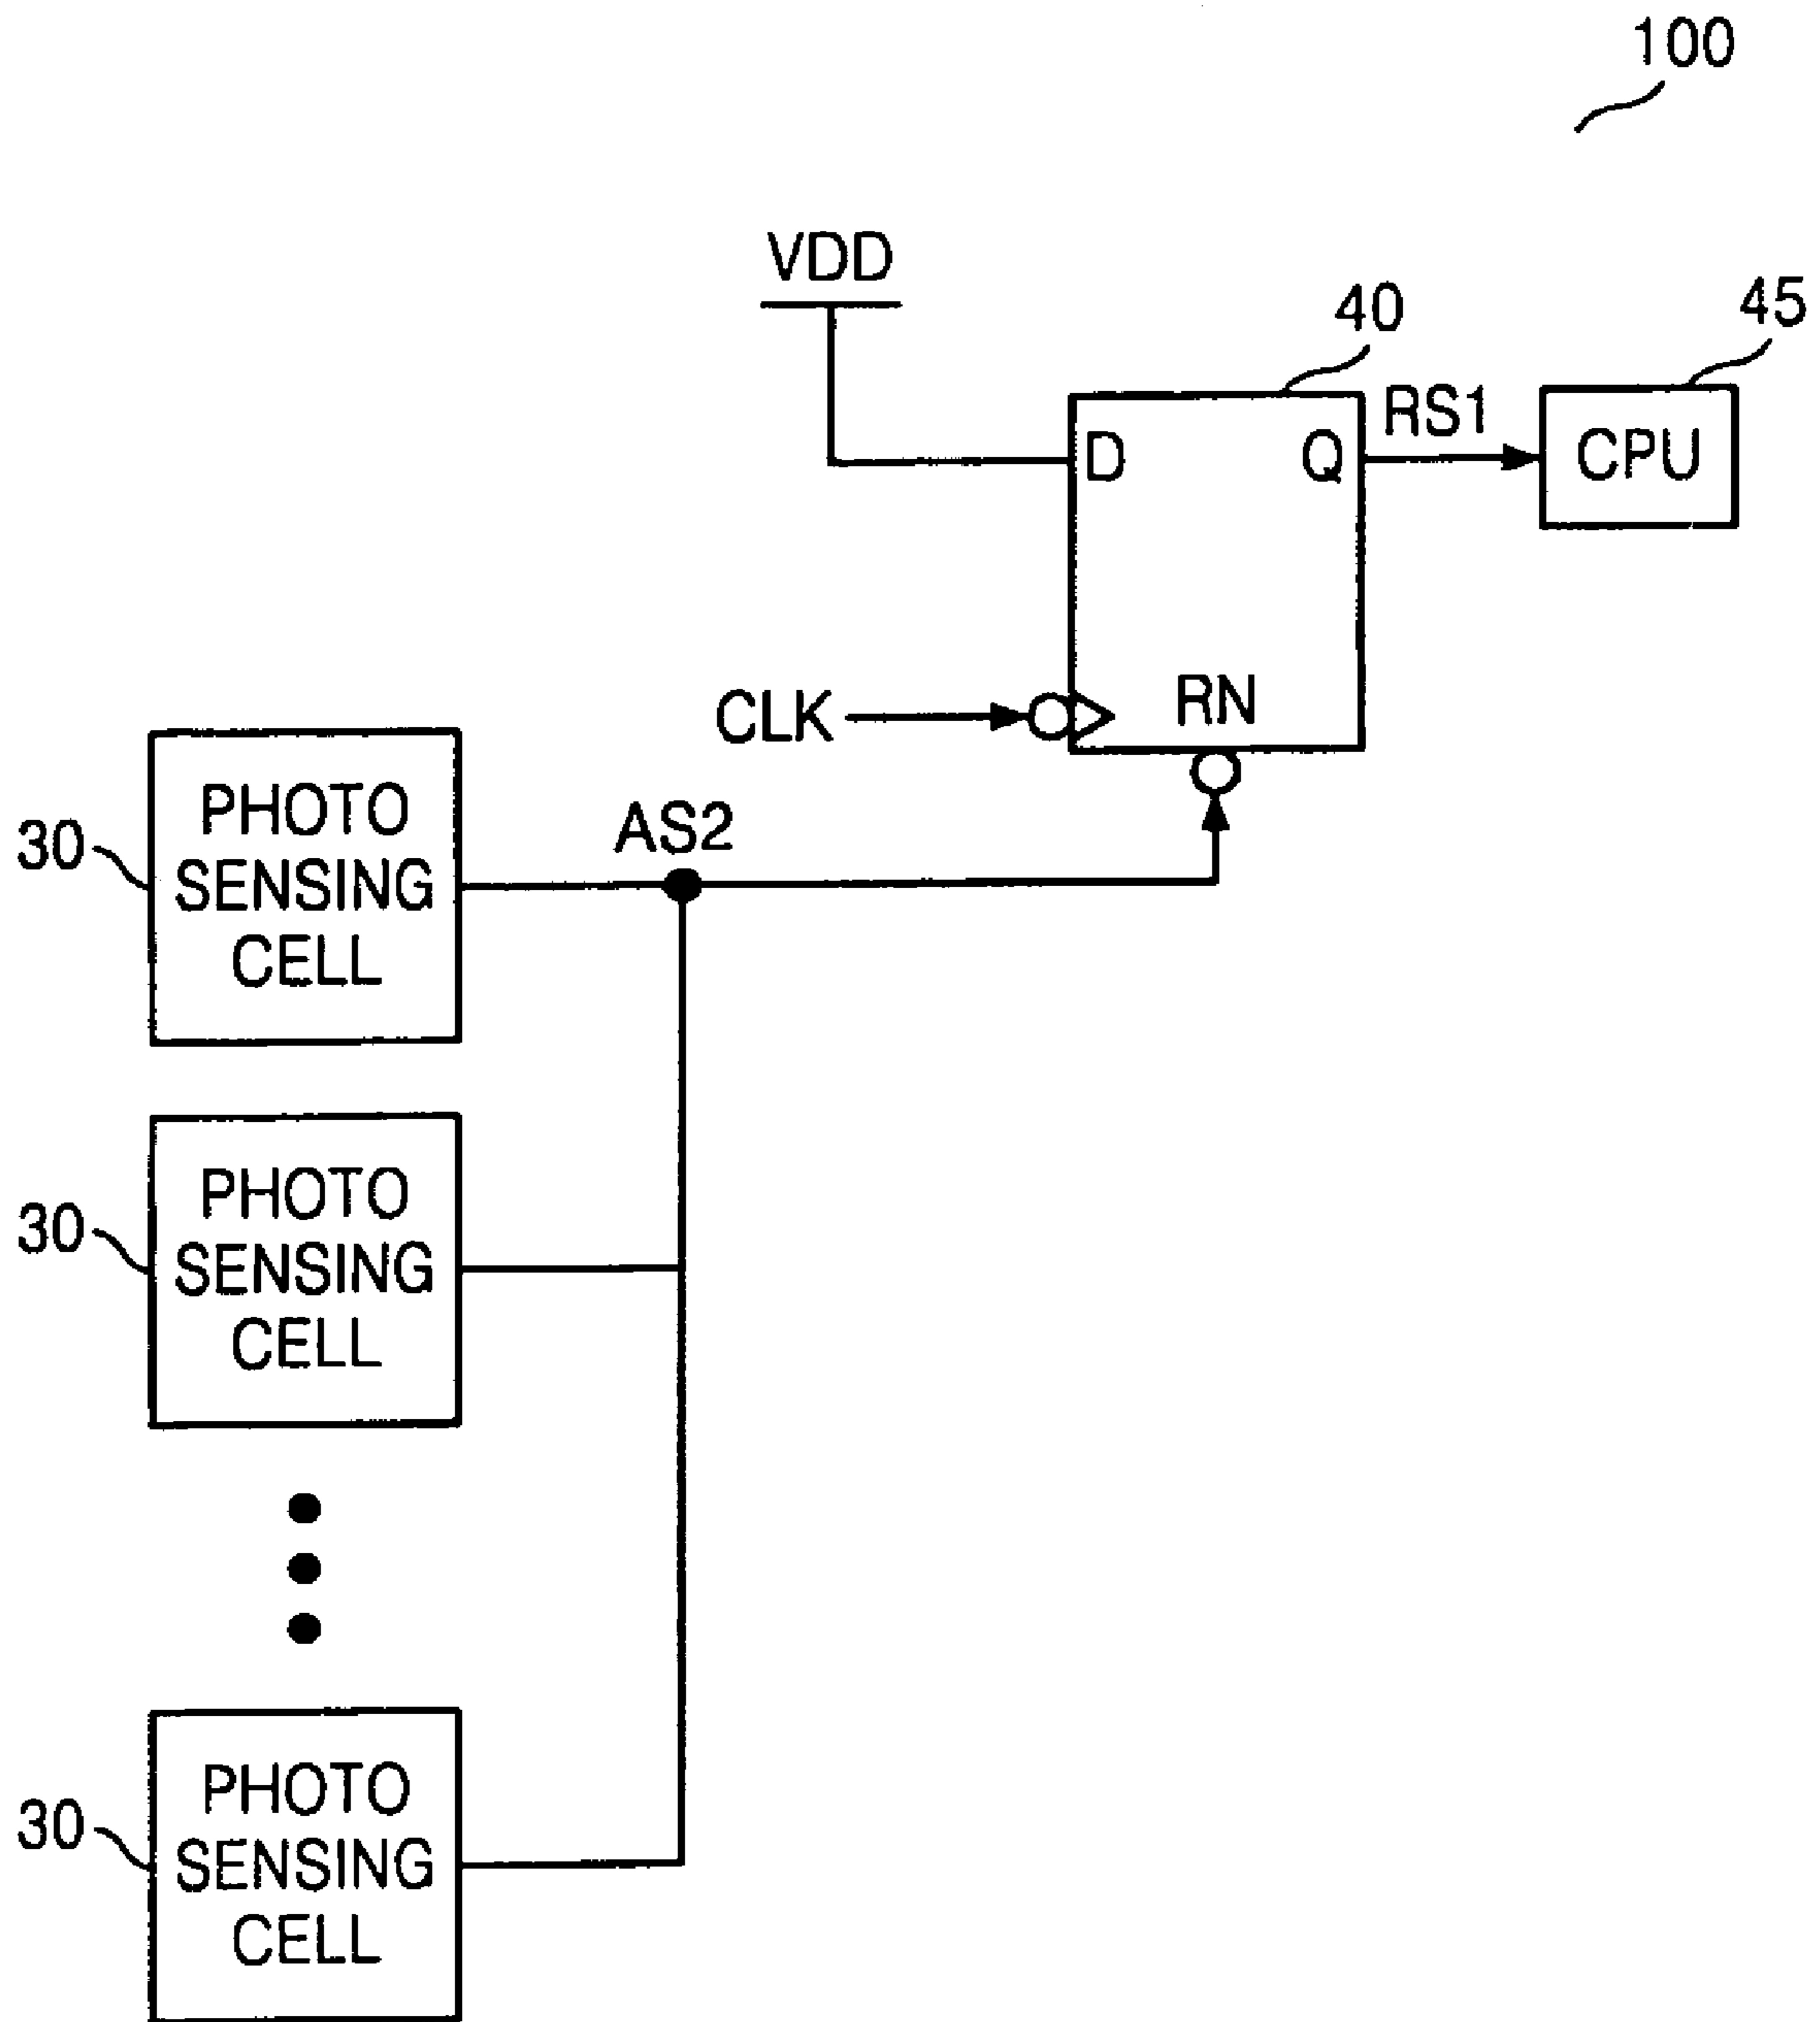 100
VDD
40
45
D
Q
RS1
CPU
CLK
RN
AS2
30
PHOTO
SENSING
CELL
30
PHOTO
SENSING
CELL
30
PHOTO
SENSING
CELL